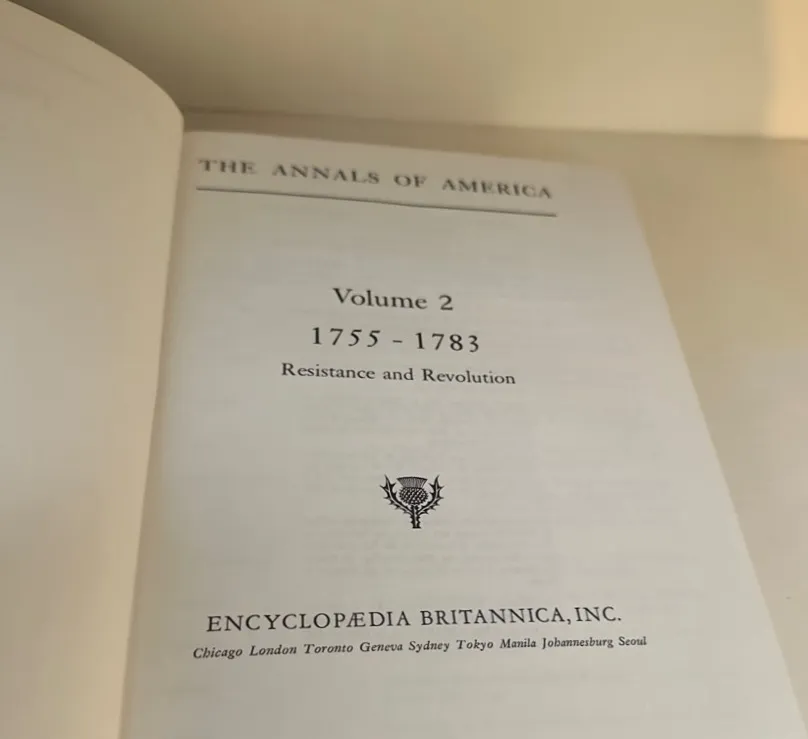 THE ANNALS OF AMERICA
Volume 2
1755 - 1783
Resistance and Revolution
ENCYCLOPÆDIA BRITANNICA, INC.
Chicago London Toronto Geneva Sydney Tokyo Manila Johannesburg Seoul